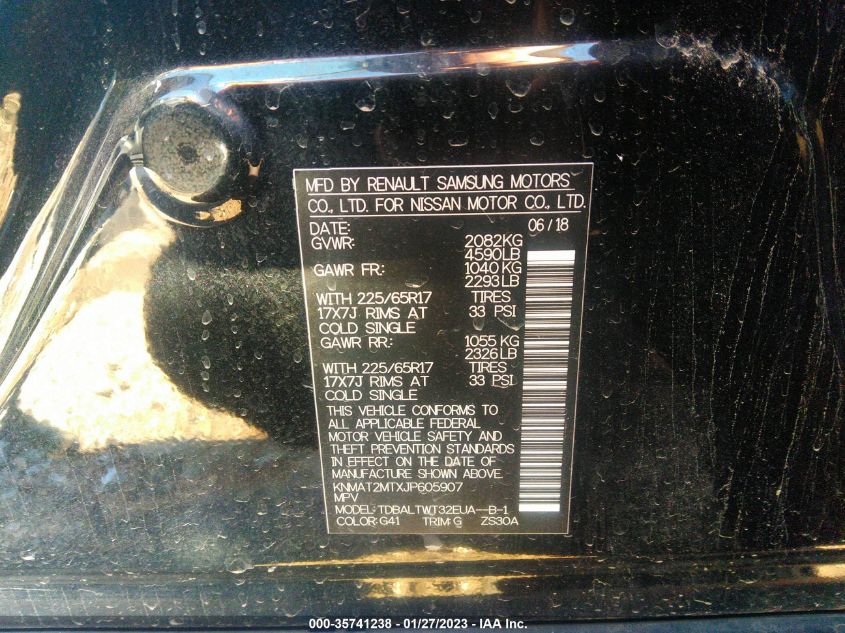 MFD BY RENAULT SAMSUNG MOTORS
CO., LTD. FOR NISSAN MOTOR CO., LTD.
DATE: 06/18
GVWR: 2082KG
4590LB
GAWR FR: 1040 KG
2293LB
WITH 225/65R17 TIRES
17X7J RIMS AT 33 PSI
COLD SINGLE
GAWR RR: 1055 KG
2326LB
WITH 225/65R17 TIRES
17X7J RIMS AT 33 PSI
COLD SINGLE
THIS VEHICLE CONFORMS TO
ALL APPLICABLE FEDERAL
MOTOR VEHICLE SAFETY AND
THEFT PREVENTION STANDARDS
IN EFFECT ON THE DATE OF
MANUFACTURE SHOWN ABOVE.
KNMAT2MTXJP605907
MPV
MODEL: TDBALTWT32EUA--B-1
COLOR: G41 TRIM: G ZS30A
000-35741238 - 01/27/2023 - IAA Inc.